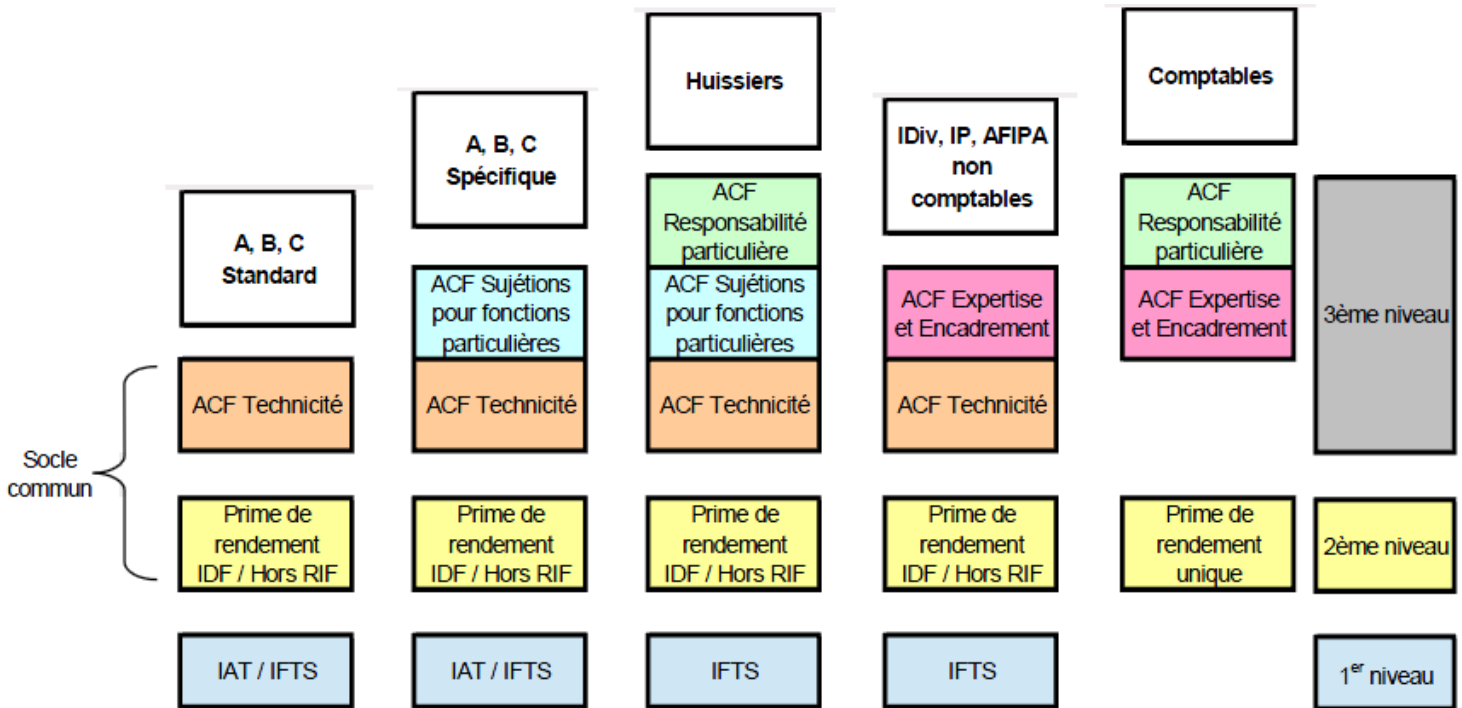 Huissiers
Comptables
A, B, C
Spécifique
IDiv, IP, AFIPA
non
comptables
A, B, C
Standard
ACF
Responsabilité
particulière
ACF
Responsabilité
particulière
ACF Sujétions
pour fonctions
particulières
ACF Sujétions
pour fonctions
particulières
ACF Expertise
et Encadrement
ACF Expertise
et Encadrement
3ème niveau
Socle
commun
ACF Technicité
ACF Technicité
ACF Technicité
ACF Technicité
Prime de
rendement
IDF / Hors RIF
Prime de
rendement
IDF / Hors RIF
Prime de
rendement
IDF / Hors RIF
Prime de
rendement
IDF / Hors RIF
Prime de
rendement
unique
2ème niveau
IAT / IFTS
IAT / IFTS
IFTS
IFTS
1er niveau